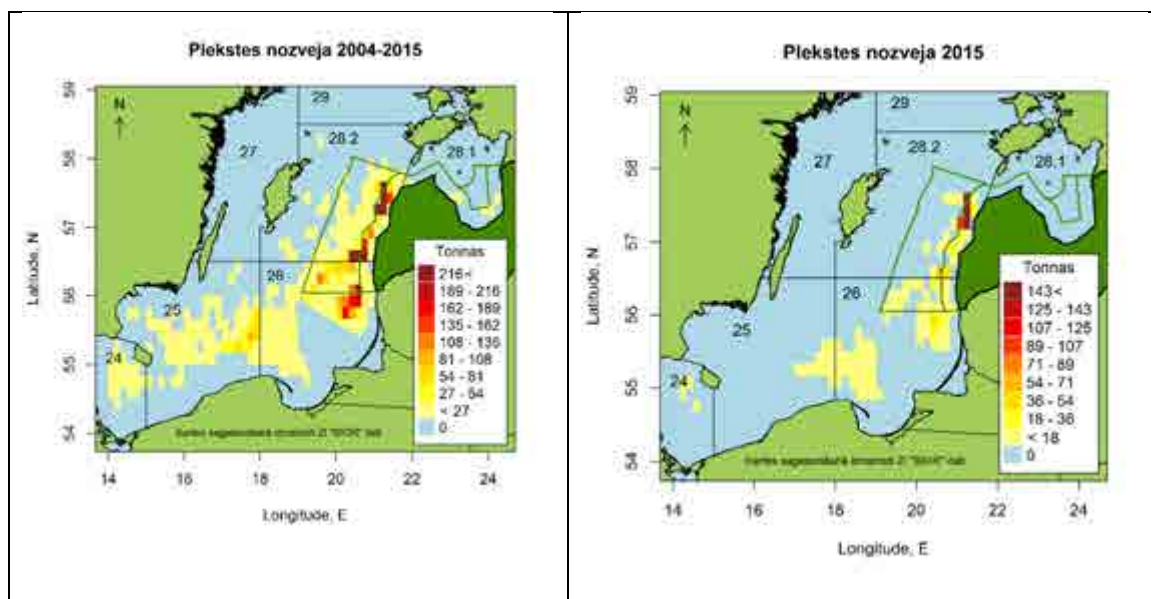 Plekstes nozveja 2004-2015
Latitude, N
59
58
57
56
55
54
N
29
27
28.2
28.1
26
25
24
Tonnas
216<
189 - 216
162 - 189
135 - 162
108 - 135
81 - 108
54 - 81
27 - 54
< 27
0
14
16
18
20
22
24
Longitude, E
Plekstes nozveja 2015
Latitude, N
59
58
57
56
55
54
N
29
27
28.2
28.1
26
25
24
Tonnas
143<
125 - 143
107 - 125
89 - 107
71 - 89
54 - 71
36 - 54
18 - 36
< 18
0
14
16
18
20
22
24
Longitude, E